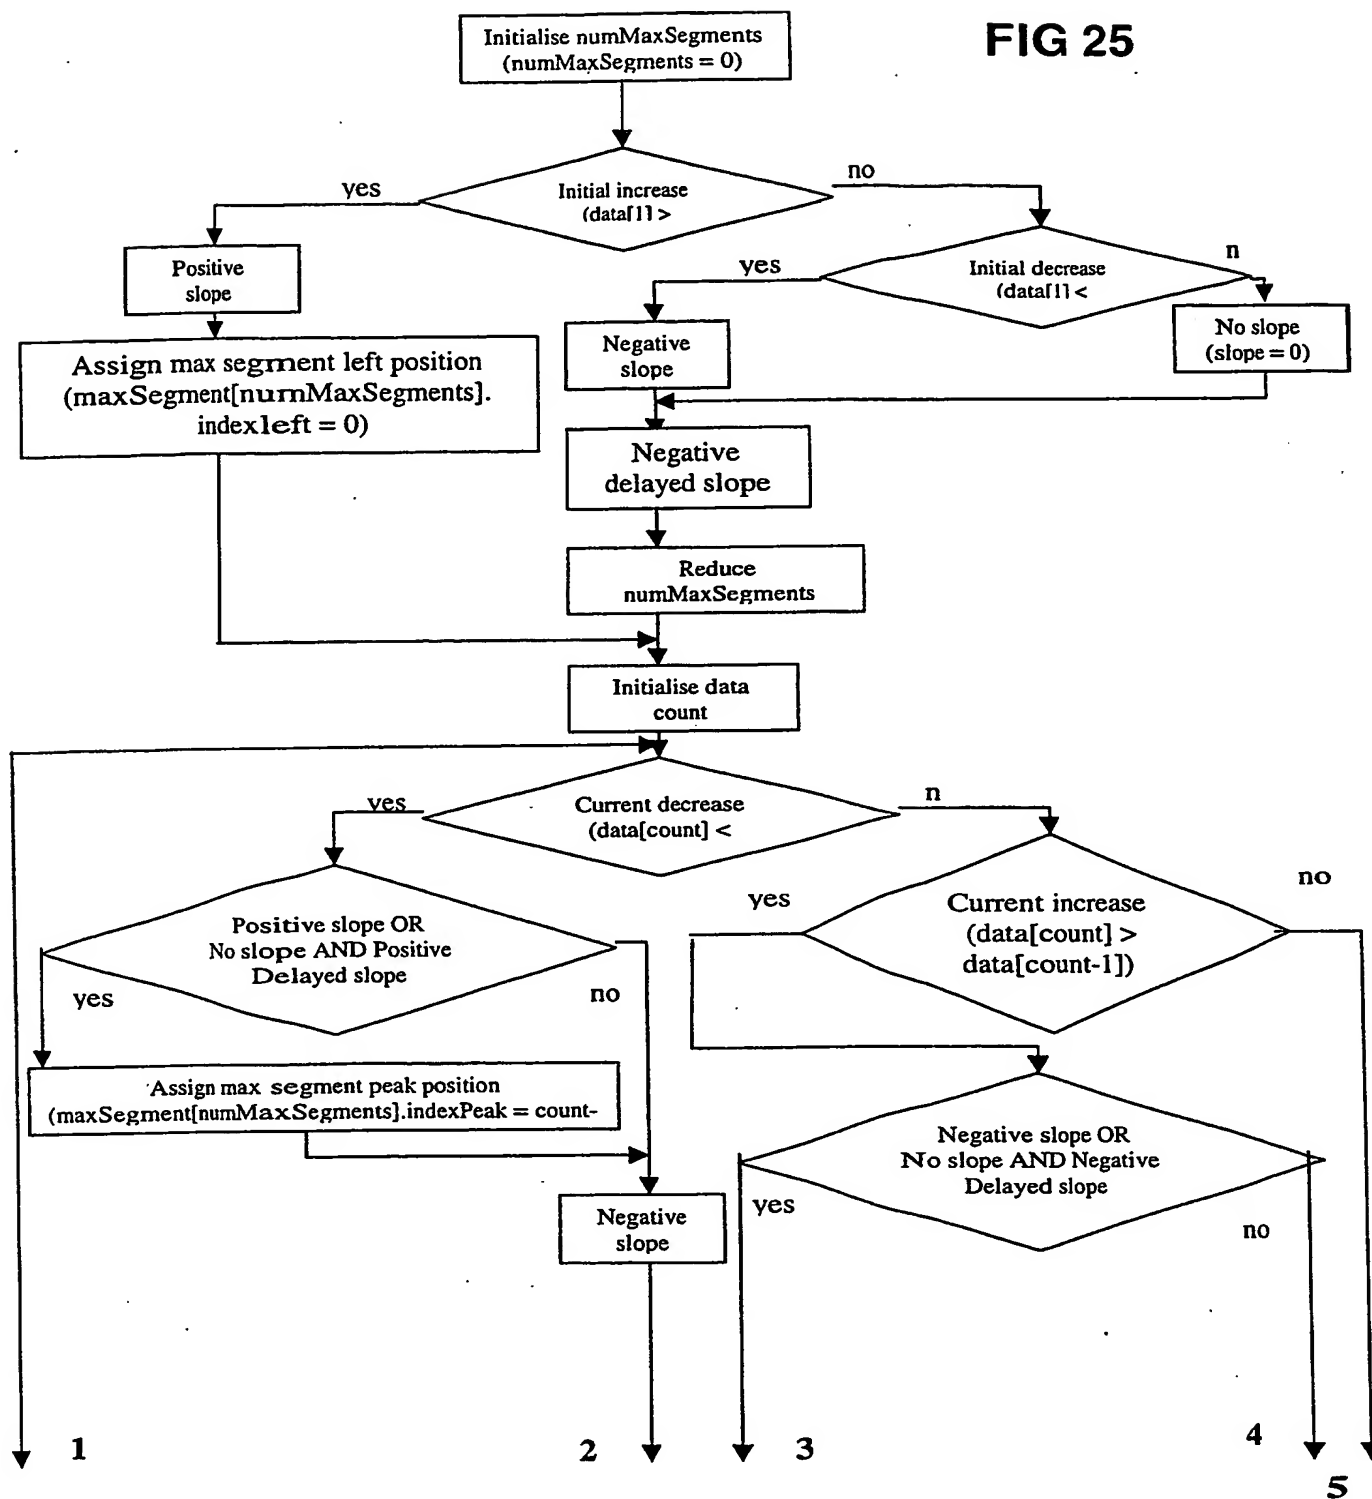 FIG 25
Initialise numMaxSegments
(numMaxSegments = 0)
Initial increase
(data[1] >
yes
no
Positive
slope
Initial decrease
(data[1] <
yes
n
No slope
(slope = 0)
Negative
slope
Assign max segment left position
(maxSegment[numMaxSegments].
indexleft = 0)
Negative
delayed slope
Reduce
numMaxSegments
Initialise data
count
Current decrease
(data[count] <
yes
n
Positive slope OR
No slope AND Positive
Delayed slope
yes
no
Current increase
(data[count] >
data[count-1])
yes
no
Assign max segment peak position
(maxSegment[numMaxSegments].indexPeak = count-
Negative slope OR
No slope AND Negative
Delayed slope
yes
no
Negative
slope
1
2
3
4
5